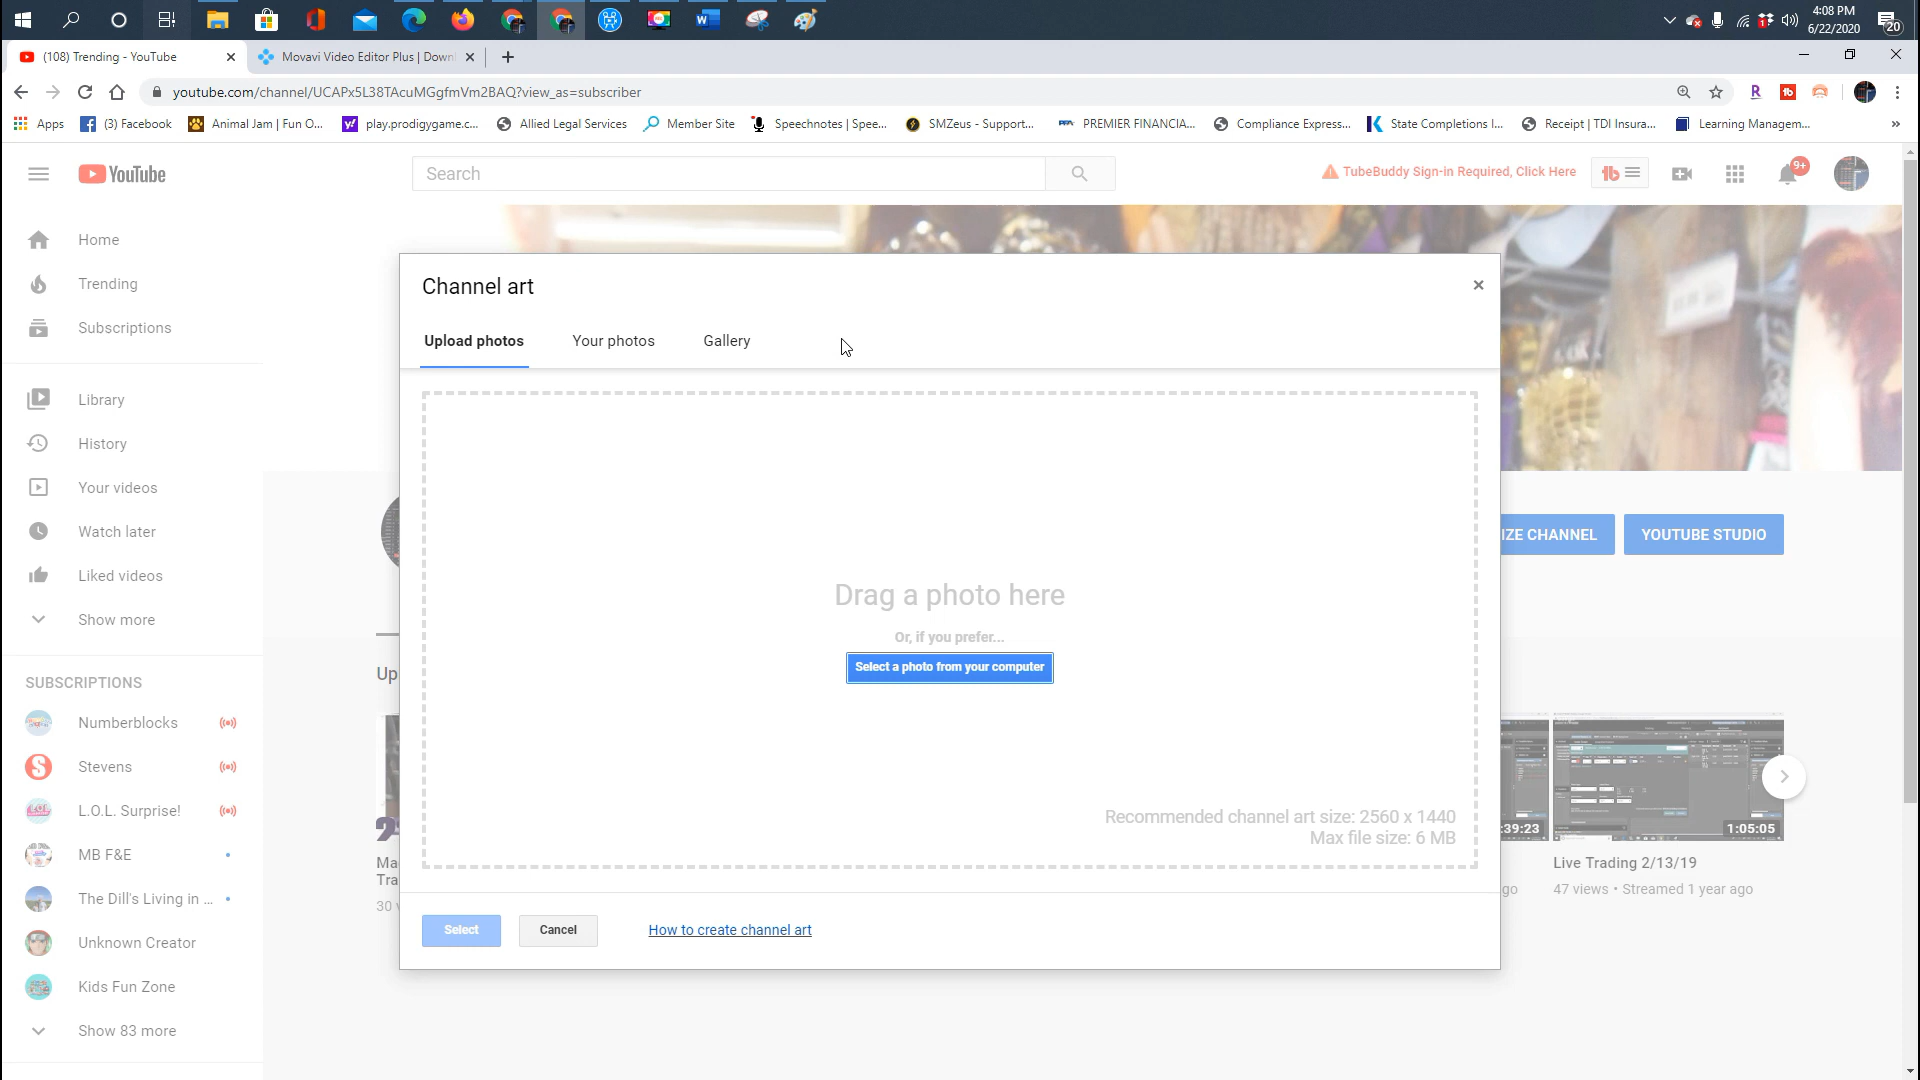 4:08 PM
6/22/2020
20
(108) Trending - YouTube
Movavi Video Editor Plus | Down
youtube.com/channel/UCAPx5L38TAcuMGgfmVm2BAQ?view_as=subscriber
Apps
(3) Facebook
Animal Jam | Fun O...
play.prodigygame.c...
Allied Legal Services
Member Site
Speechnotes | Spee...
SMZeus - Support...
PREMIER FINANCIA...
Compliance Express...
State Completions I...
Receipt | TDI Insura...
Learning Managem...
YouTube
Search
TubeBuddy Sign-in Required, Click Here
9+
Home
Trending
Subscriptions
Library
History
Your videos
Watch later
Liked videos
Show more
SUBSCRIPTIONS
Numberblocks
Stevens
L.O.L. Surprise!
MB F&E
The Dill's Living in ...
Unknown Creator
Kids Fun Zone
Show 83 more
Channel art
Upload photos
Your photos
Gallery
Drag a photo here
Or, if you prefer...
Select a photo from your computer
Recommended channel art size: 2560 x 1440
Max file size: 6 MB
Select
Cancel
How to create channel art
IZE CHANNEL
YOUTUBE STUDIO
Up
Ma
Tra
30 v
:39:23
go
1:05:05
Live Trading 2/13/19
47 views • Streamed 1 year ago